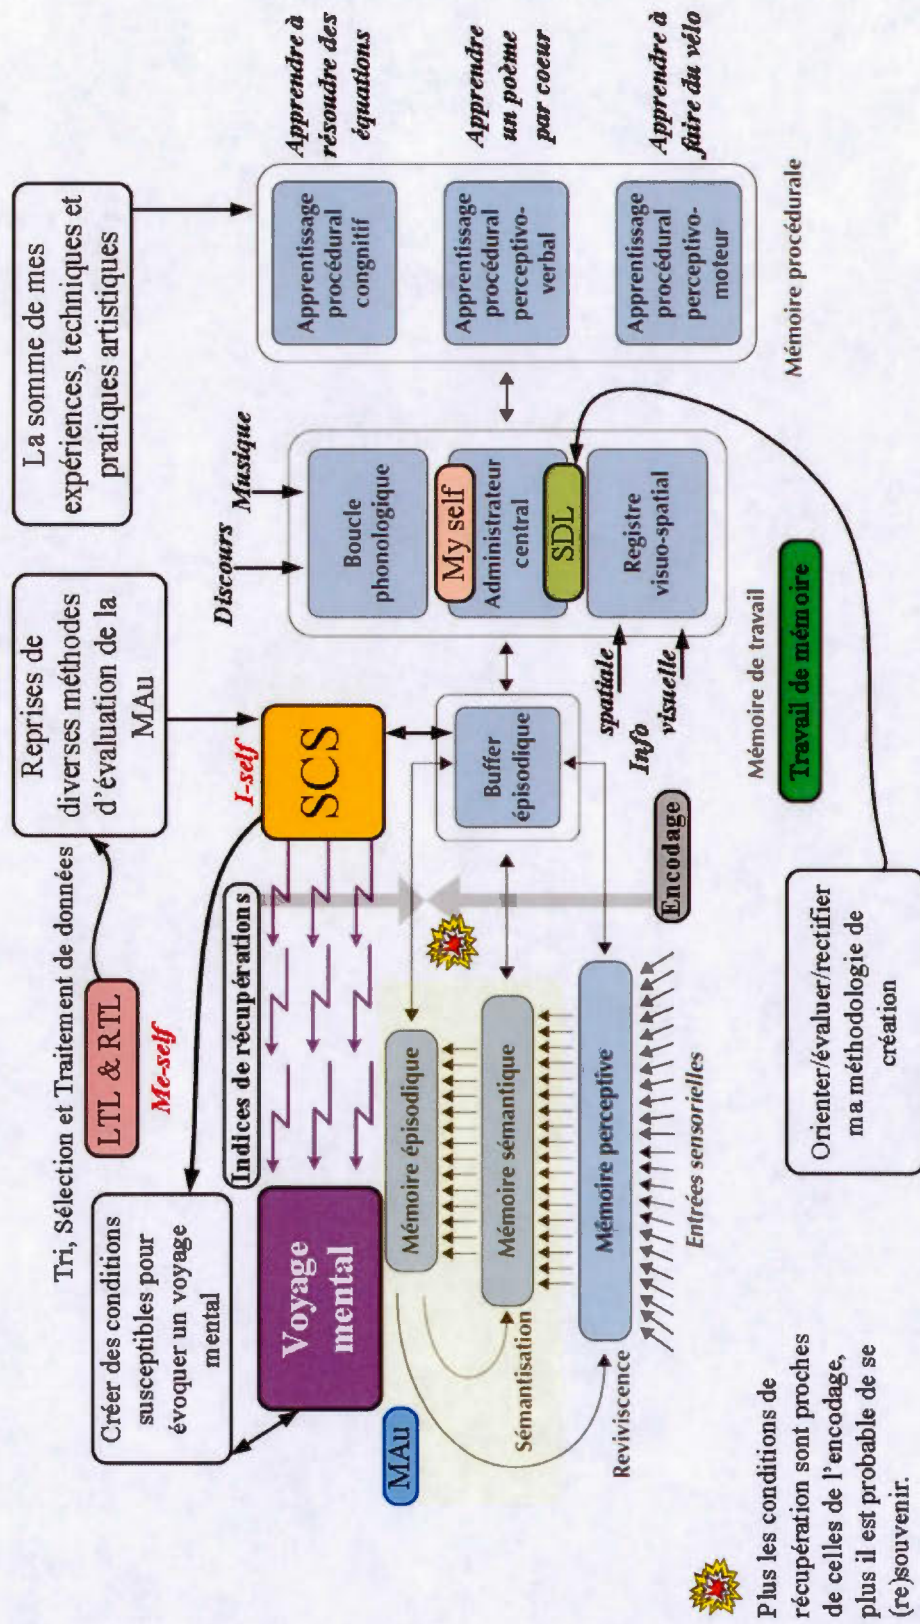 Tri, Sélection et Traitement de données
Créer des conditions
susceptibles pour
évoquer un voyage
mental
LTL & RTL
Me-self
Reprises de
diverses méthodes
d'évaluation de la
MAu
La somme de mes
expériences, techniques et
pratiques artistiques
Voyage
mental
Indices de récupérations
I-self
SCS
Discours
Musique
Boucle
phonologique
My self
Administrateur
central
SDL
Registre
visuo-spatial
Mémoire de travail
Apprentissage
procédural
congnitif
Apprentissage
procédural
perceptivo-
verbal
Apprentissage
procédural
perceptivo-
moteur
Mémoire procédurale
Apprendre à
résoudre des
équations
Apprendre
un poème
par coeur
Apprendre à
faire du vélo
MAu
Mémoire épisodique
Mémoire sémantique
Mémoire perceptive
Sémantisation
Reviviscence
Entrées sensorielles
Buffer
épisodique
Encodage
spatiale
Info
visuelle
Travail de mémoire
Orienter/évaluer/rectifier
ma méthodologie de
création
Plus les conditions de
récupération sont proches
de celles de l'encodage,
plus il est probable de se
(re)souvenir.